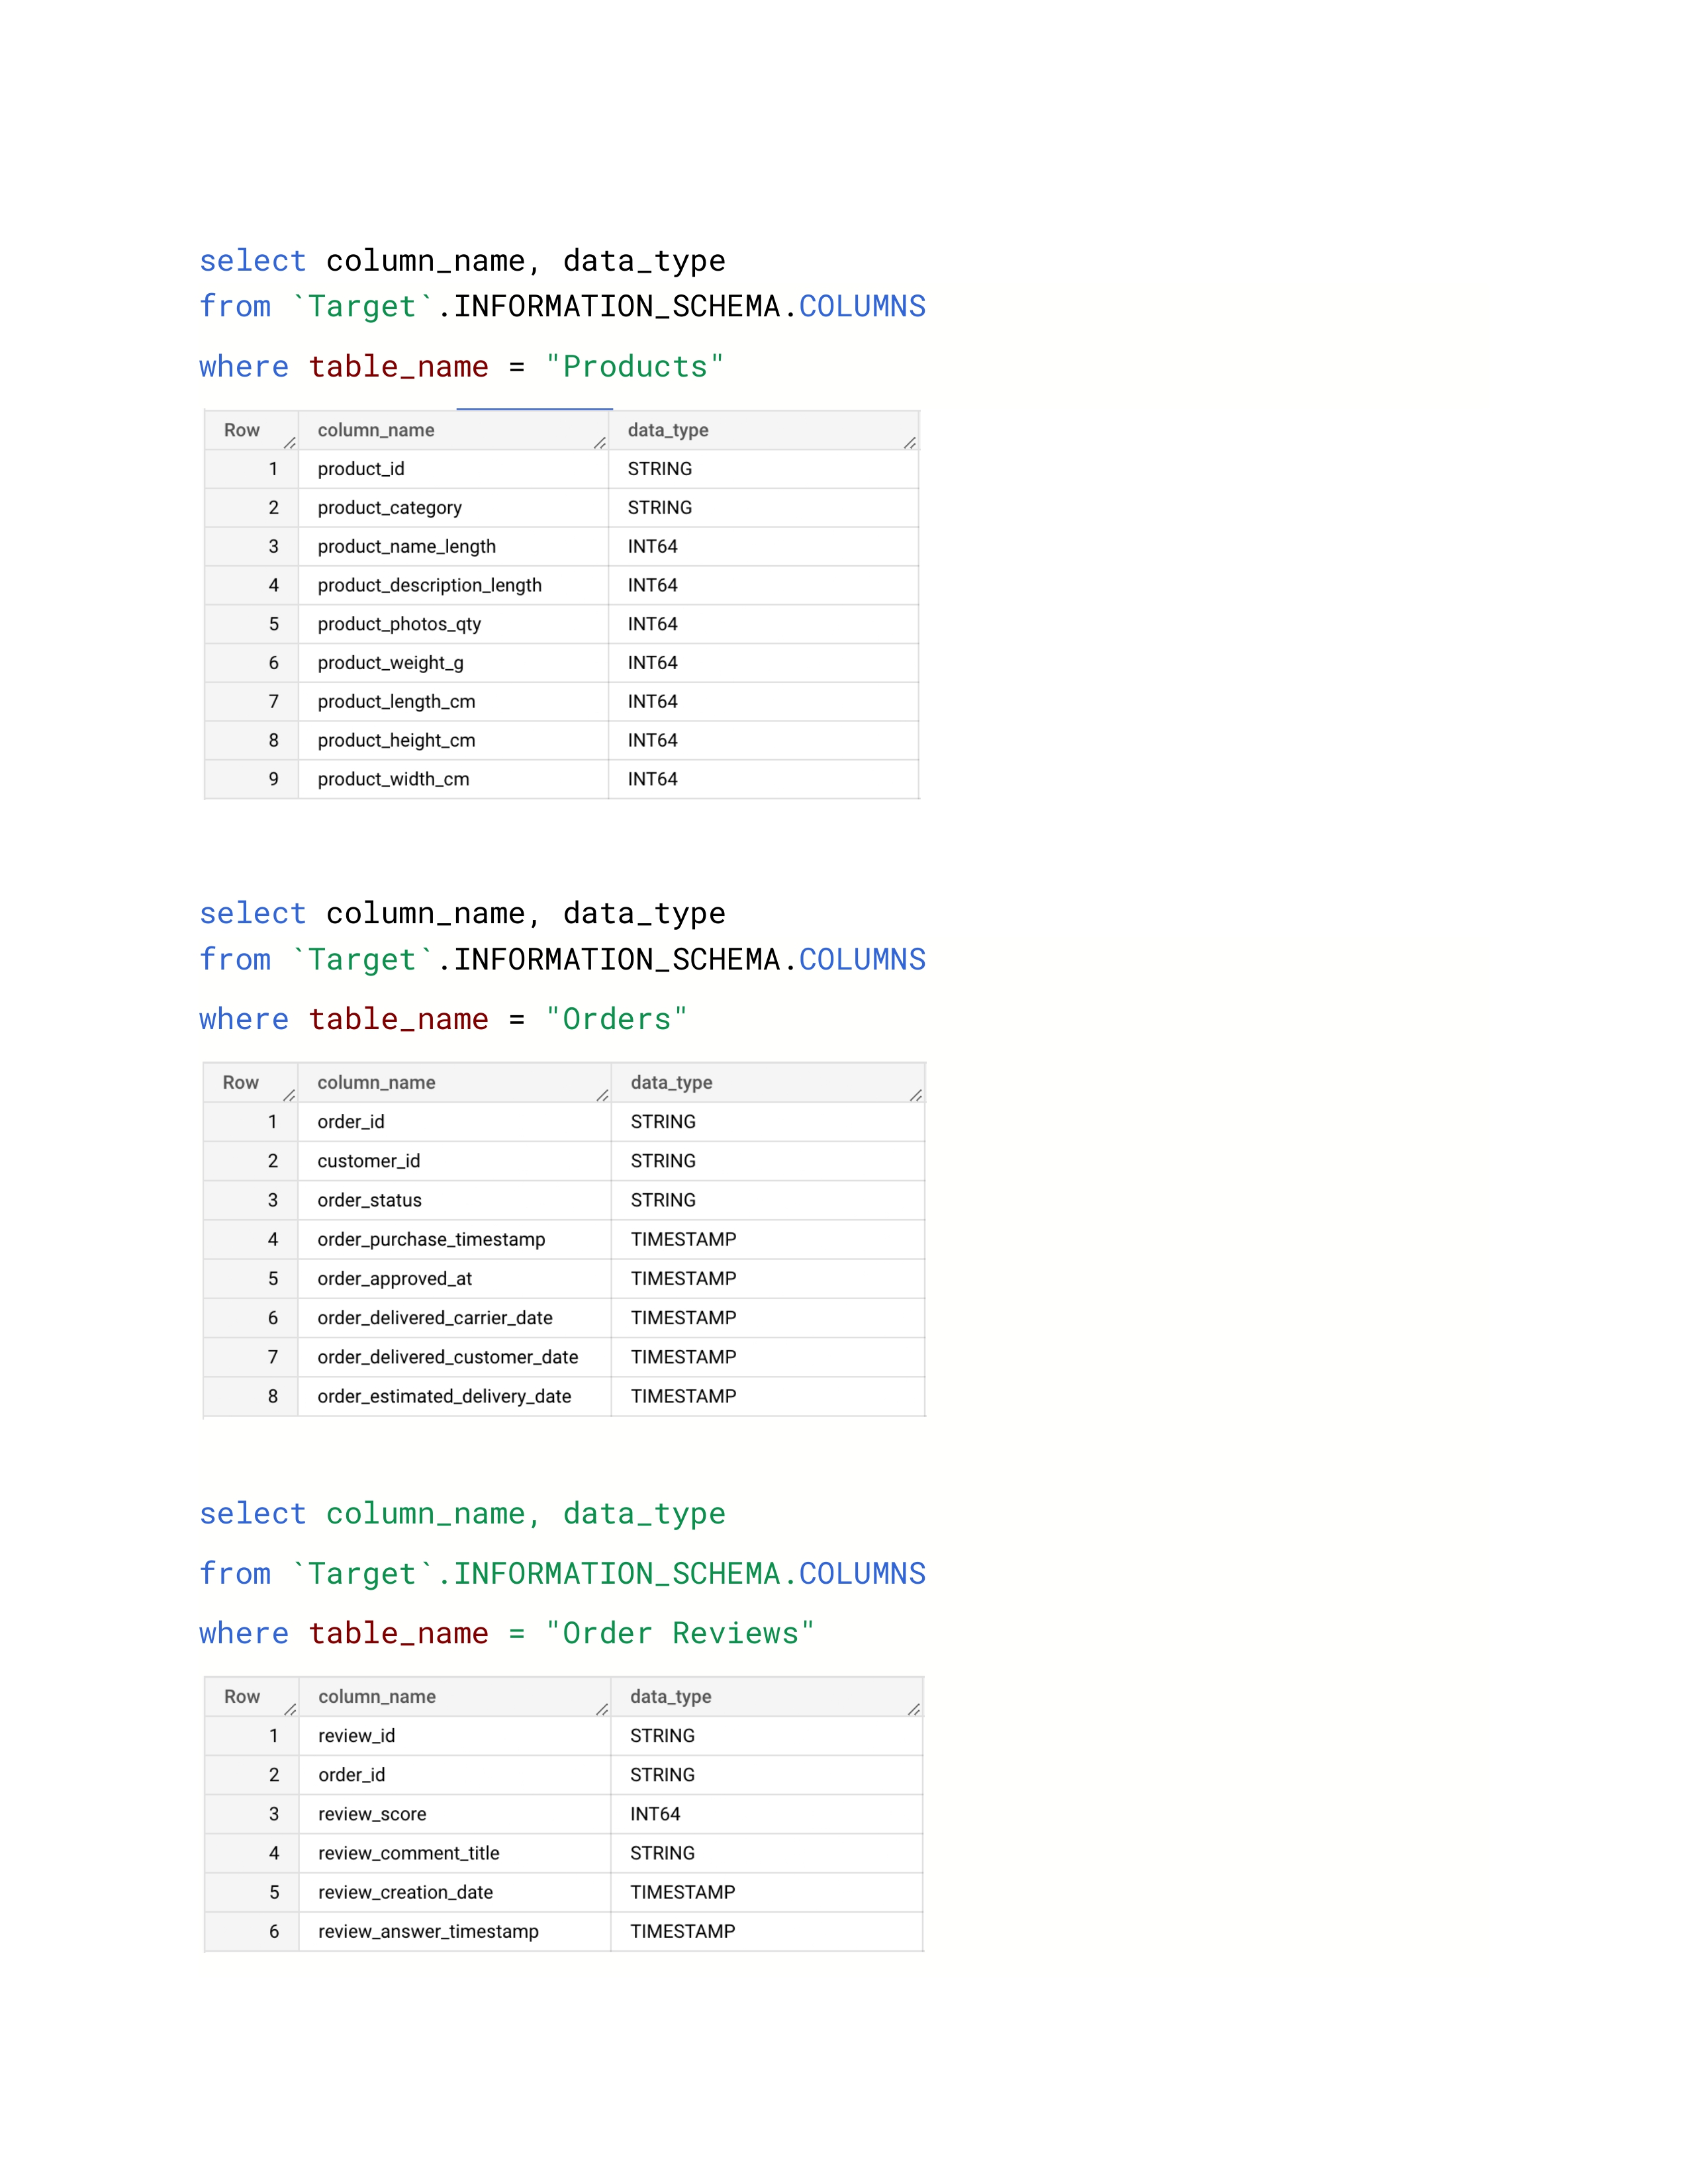 select column_name, data_type
from `Target`.INFORMATION_SCHEMA.COLUMNS
where table_name = "Products"
Row column_name data_type
1 product_id STRING
2 product_category STRING
3 product_name_length INT64
4 product_description_length INT64
5 product_photos_qty INT64
6 product_weight_g INT64
7 product_length_cm INT64
8 product_height_cm INT64
9 product_width_cm INT64
select column_name, data_type
from `Target`.INFORMATION_SCHEMA.COLUMNS
where table_name = "Orders"
Row column_name data_type
1 order_id STRING
2 customer_id STRING
3 order_status STRING
4 order_purchase_timestamp TIMESTAMP
5 order_approved_at TIMESTAMP
6 order_delivered_carrier_date TIMESTAMP
7 order_delivered_customer_date TIMESTAMP
8 order_estimated_delivery_date TIMESTAMP
select column_name, data_type
from `Target`.INFORMATION_SCHEMA.COLUMNS
where table_name = "Order Reviews"
Row column_name data_type
1 review_id STRING
2 order_id STRING
3 review_score INT64
4 review_comment_title STRING
5 review_creation_date TIMESTAMP
6 review_answer_timestamp TIMESTAMP